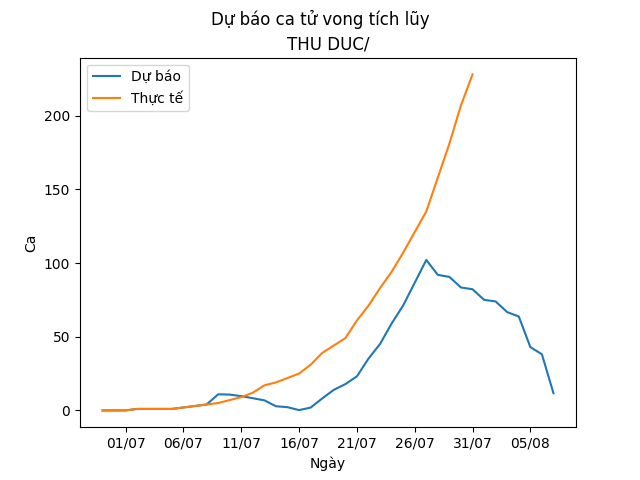 Dự báo ca tử vong tích lũy
THU DUC/
Dự báo
Thực tế
200
150
100
50
0
Ca
01/07 06/07 11/07 16/07 21/07 26/07 31/07 05/08
Ngày